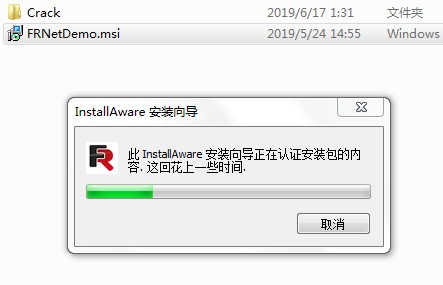 Crack 2019/6/17 1:31 文件夹
FRNetDemo.msi 2019/5/24 14:55 Windows
InstallAware 安装向导
FR
此 InstallAware 安装向导正在认证安装包的内
容. 这回花上一些时间.
取消